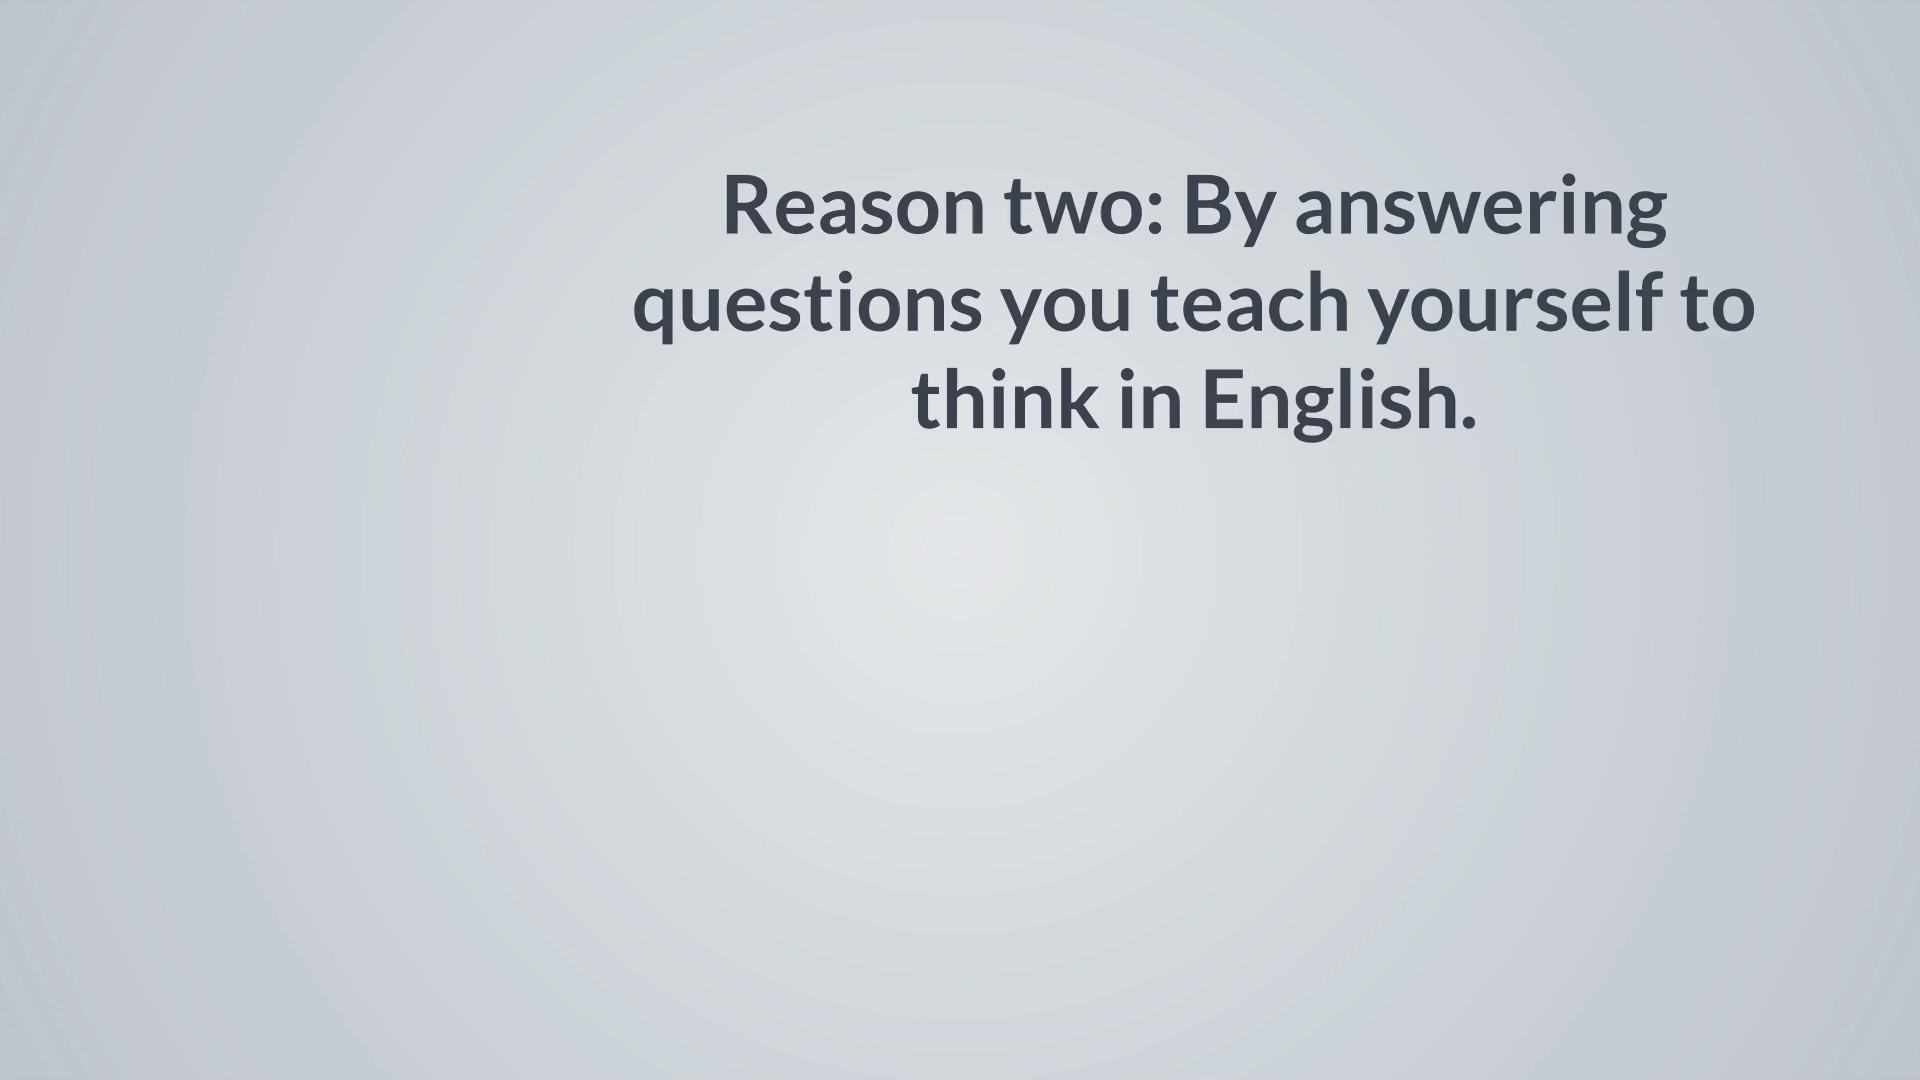 Reason two: By answering
questions you teach yourself to
think in English.